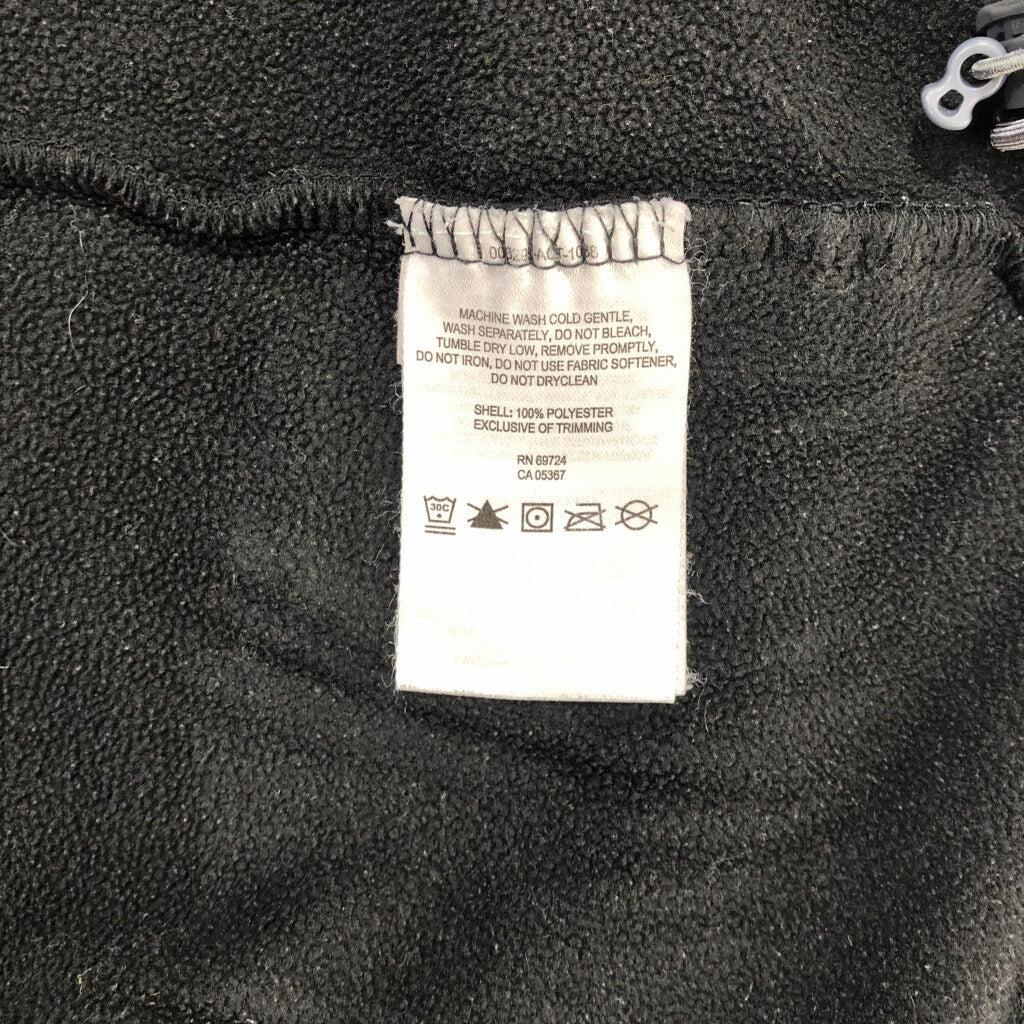 MACHINE WASH COLD GENTLE,
WASH SEPARATELY, DO NOT BLEACH,
TUMBLE DRY LOW, REMOVE PROMPTLY,
DO NOT IRON, DO NOT USE FABRIC SOFTENER,
DO NOT DRYCLEAN
SHELL: 100% POLYESTER
EXCLUSIVE OF TRIMMING
RN 69724
CA 05367
30C